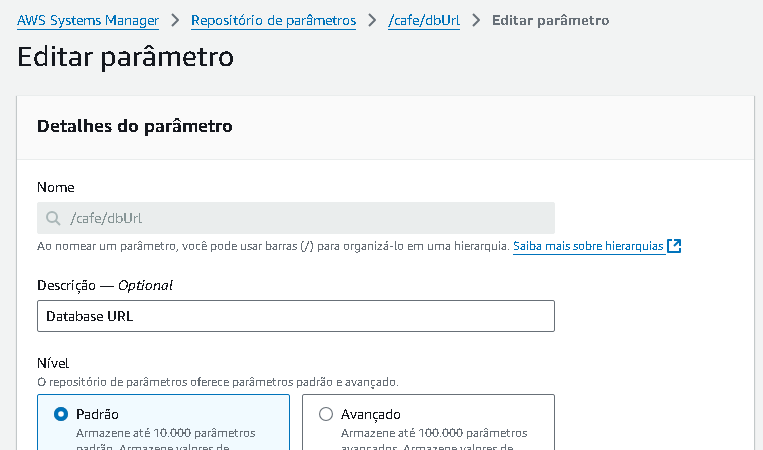 AWS Systems Manager > Repositório de parâmetros > /cafe/dbUrl > Editar parâmetro
Editar parâmetro
Detalhes do parâmetro
Nome
/cafe/dbUrl
Ao nomear um parâmetro, você pode usar barras (/) para organizá-lo em uma hierarquia. Saiba mais sobre hierarquias
Descrição — Optional
Database URL
Nível
O repositório de parâmetros oferece parâmetros padrão e avançado.
Padrão
Armazene até 10.000 parâmetros
padrão. Armazene valores de
Avançado
Armazene até 100.000 parâmetros
avançados. Armazene valores de